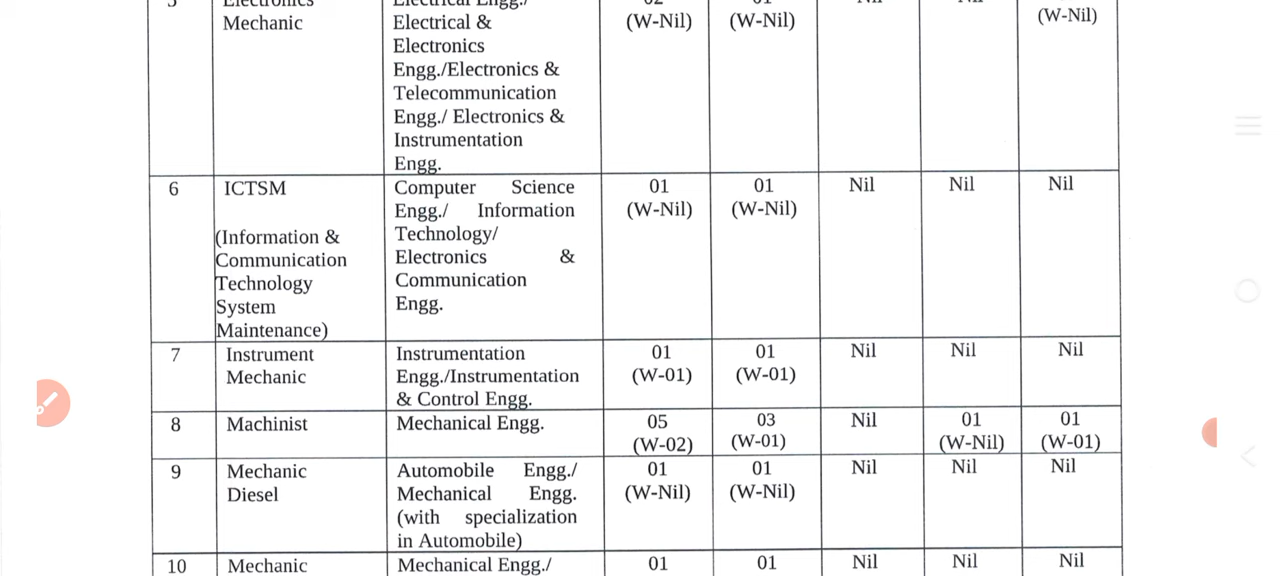 5 Electronics Electrical Engg./ 02 01 Nil Nil
Mechanic Electrical & (W-Nil) (W-Nil) (W-Nil)
Electronics
Engg./Electronics &
Telecommunication
Engg./ Electronics &
Instrumentation
Engg.
6 ICTSM Computer Science 01 01 Nil Nil Nil
Engg./ Information (W-Nil) (W-Nil)
(Information & Technology/
Communication Electronics &
Technology Communication
System Engg.
Maintenance)
7 Instrument Instrumentation 01 01 Nil Nil Nil
Mechanic Engg./Instrumentation (W-01) (W-01)
& Control Engg.
8 Machinist Mechanical Engg. 05 03 Nil 01 01
(W-02) (W-01) (W-Nil) (W-01)
9 Mechanic Automobile Engg./ 01 01 Nil Nil Nil
Diesel Mechanical Engg. (W-Nil) (W-Nil)
(with specialization
in Automobile)
10 Mechanic Mechanical Engg./ 01 01 Nil Nil Nil